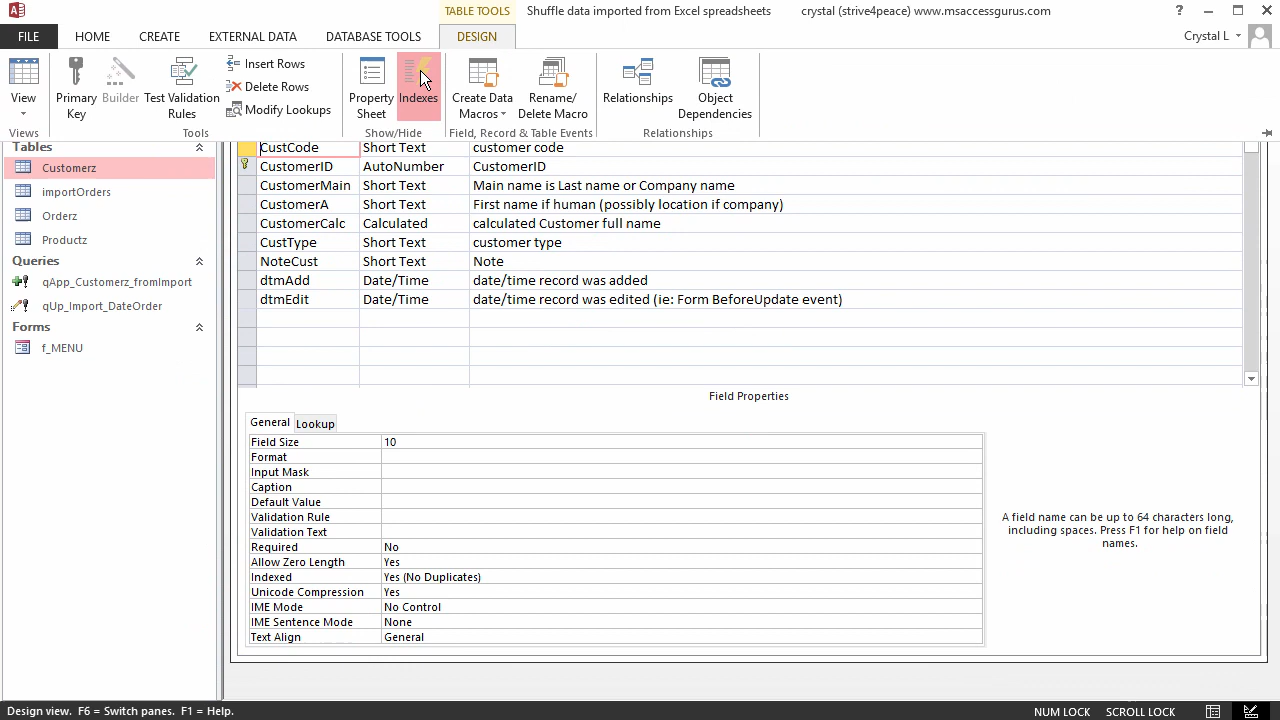 TABLE TOOLS Shuffle data imported from Excel spreadsheets crystal (strive4peace) www.msaccessgurus.com ?
FILE HOME CREATE EXTERNAL DATA DATABASE TOOLS DESIGN Crystal L
View
Primary Key
Builder
Test Validation Rules
Insert Rows
Delete Rows
Modify Lookups
Property Sheet
Indexes
Create Data Macros
Rename/ Delete Macro
Relationships
Object Dependencies
Views Tools Show/Hide Field, Record & Table Events Relationships
Tables
Customerz
importOrders
Orderz
Productz
Queries
qApp_Customerz_fromImport
qUp_Import_DateOrder
Forms
f_MENU
CustCode Short Text customer code
CustomerID AutoNumber CustomerID
CustomerMain Short Text Main name is Last name or Company name
CustomerA Short Text First name if human (possibly location if company)
CustomerCalc Calculated calculated Customer full name
CustType Short Text customer type
NoteCust Short Text Note
dtmAdd Date/Time date/time record was added
dtmEdit Date/Time date/time record was edited (ie: Form BeforeUpdate event)
Field Properties
General Lookup
Field Size 10
Format
Input Mask
Caption
Default Value
Validation Rule
Validation Text
Required No
Allow Zero Length Yes
Indexed Yes (No Duplicates)
Unicode Compression Yes
IME Mode No Control
IME Sentence Mode None
Text Align General
A field name can be up to 64 characters long,
including spaces. Press F1 for help on field
names.
Design view. F6 = Switch panes. F1 = Help. NUM LOCK SCROLL LOCK